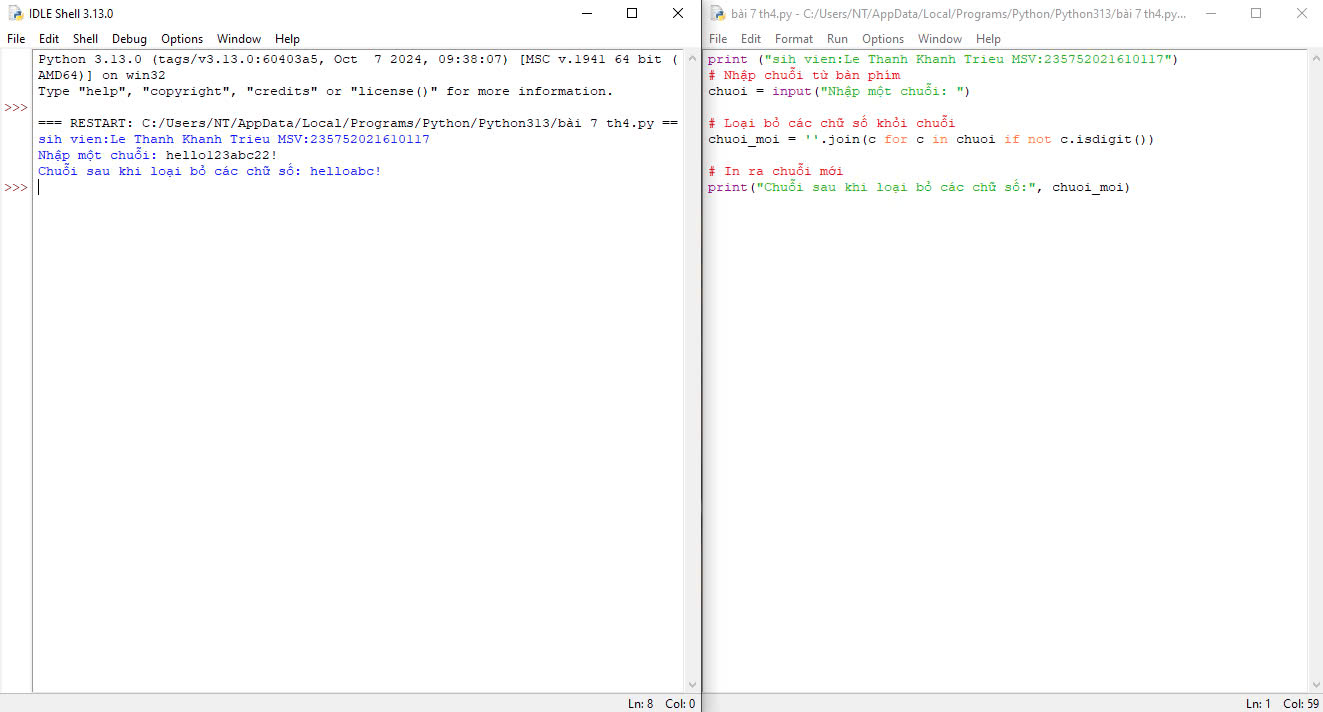 IDLE Shell 3.13.0
File Edit Shell Debug Options Window Help
Python 3.13.0 (tags/v3.13.0:60403a5, Oct  7 2024, 09:38:07) [MSC v.1941 64 bit (
AMD64)] on win32
Type "help", "copyright", "credits" or "license()" for more information.
>>>
=== RESTART: C:/Users/NT/AppData/Local/Programs/Python/Python313/bài 7 th4.py ==
sih vien:Le Thanh Khanh Trieu MSV:235752021610117
Nhập một chuỗi: hello123abc22!
Chuỗi sau khi loại bỏ các chữ số: helloabc!
>>>
Ln: 8 Col: 0
bài 7 th4.py - C:/Users/NT/AppData/Local/Programs/Python/Python313/bài 7 th4.py...
File Edit Format Run Options Window Help
print ("sih vien:Le Thanh Khanh Trieu MSV:235752021610117")
# Nhập chuỗi từ bàn phím
chuoi = input("Nhập một chuỗi: ")
# Loại bỏ các chữ số khỏi chuỗi
chuoi_moi = ''.join(c for c in chuoi if not c.isdigit())
# In ra chuỗi mới
print("Chuỗi sau khi loại bỏ các chữ số:", chuoi_moi)
Ln: 1 Col: 59